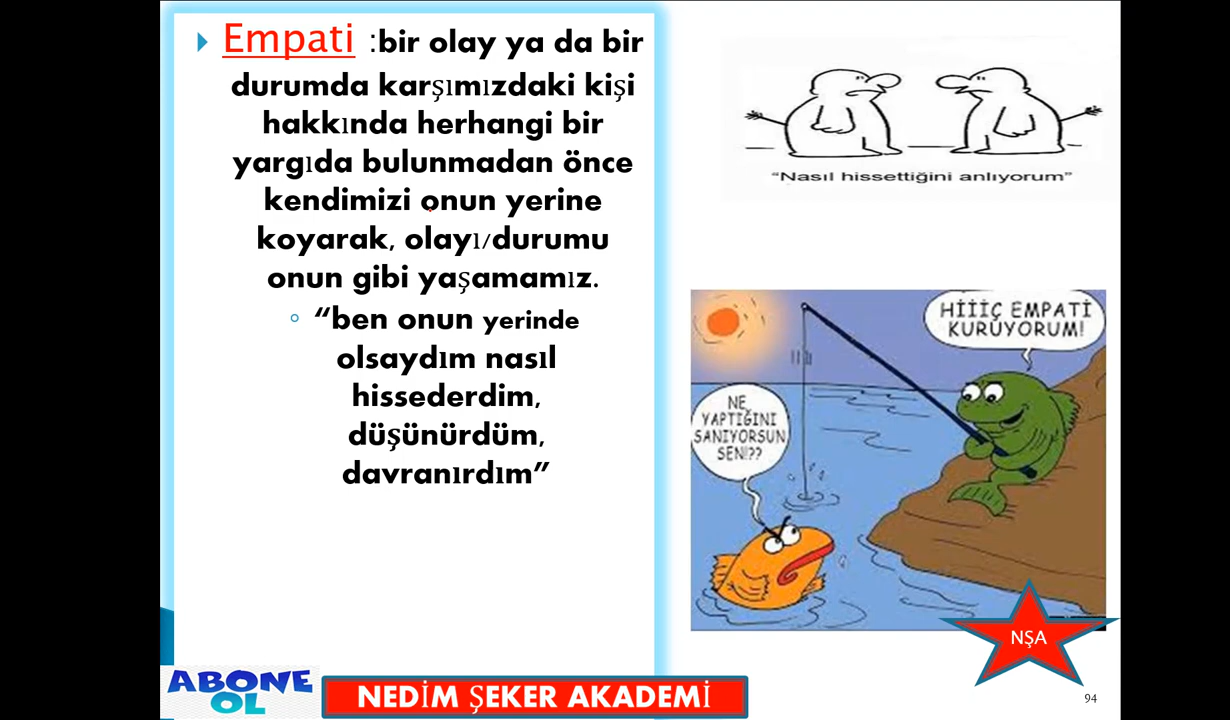 Empati :bir olay ya da bir
durumda karşımızdaki kişi
hakkında herhangi bir
yargıda bulunmadan önce
kendimizi onun yerine
koyarak, olayı/durumu
onun gibi yaşamamız.
“ben onun yerinde
olsaydım nasıl
hissederdim,
düşünürdüm,
davranırdım”
“Nasıl hissettiğini anlıyorum”
HİİİÇ EMPATİ
KURUYORUM!
NE
YAPTIĞINI
SANIYORSUN
SEN!??
NŞA
ABONE
OL
NEDİM ŞEKER AKADEMİ
94